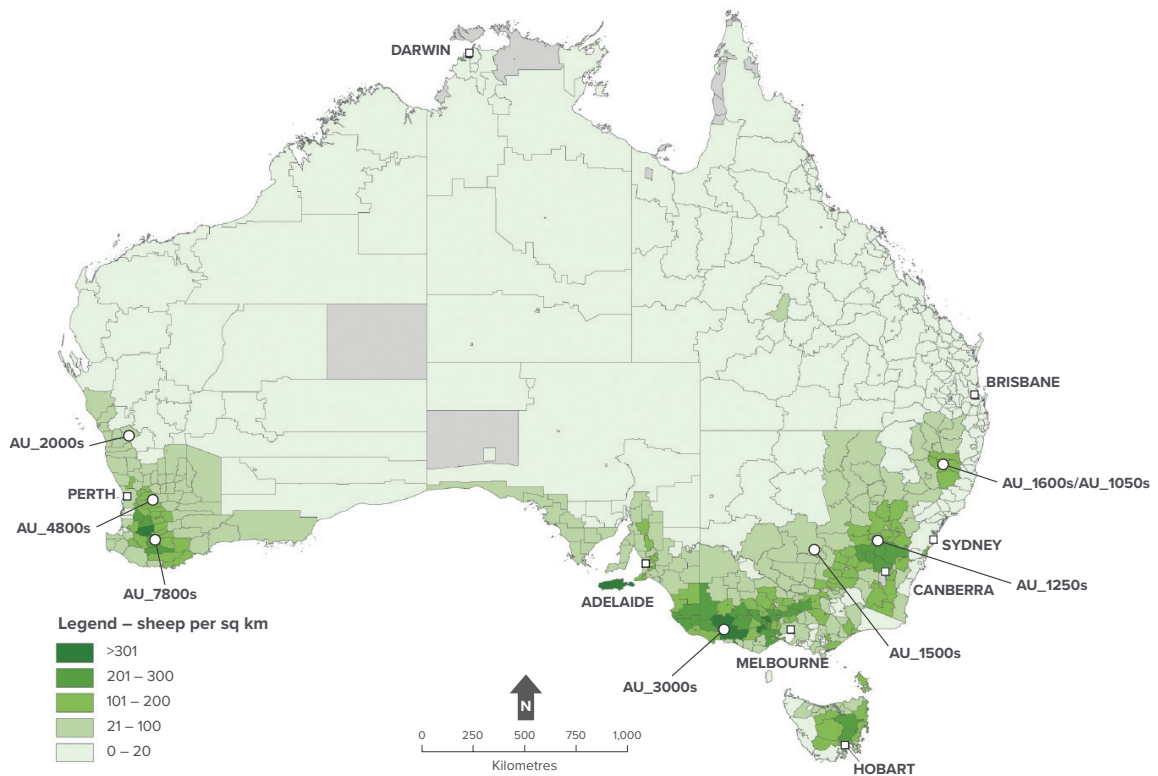 DARWIN
BRISBANE
AU_2000s
AU_1600s/AU_1050s
PERTH
AU_4800s
SYDNEY
CANBERRA
AU_1250s
AU_7800s
ADELAIDE
Legend – sheep per sq km
>301
201 – 300
101 – 200
21 – 100
0 – 20
AU_1500s
MELBOURNE
AU_3000s
N
0 250 500 750 1,000
Kilometres
HOBART